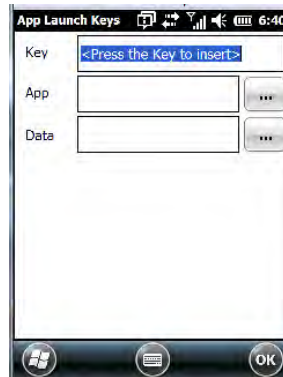 App Launch Keys 6:40
Key <Press the Key to insert>
App ...
Data ...
OK